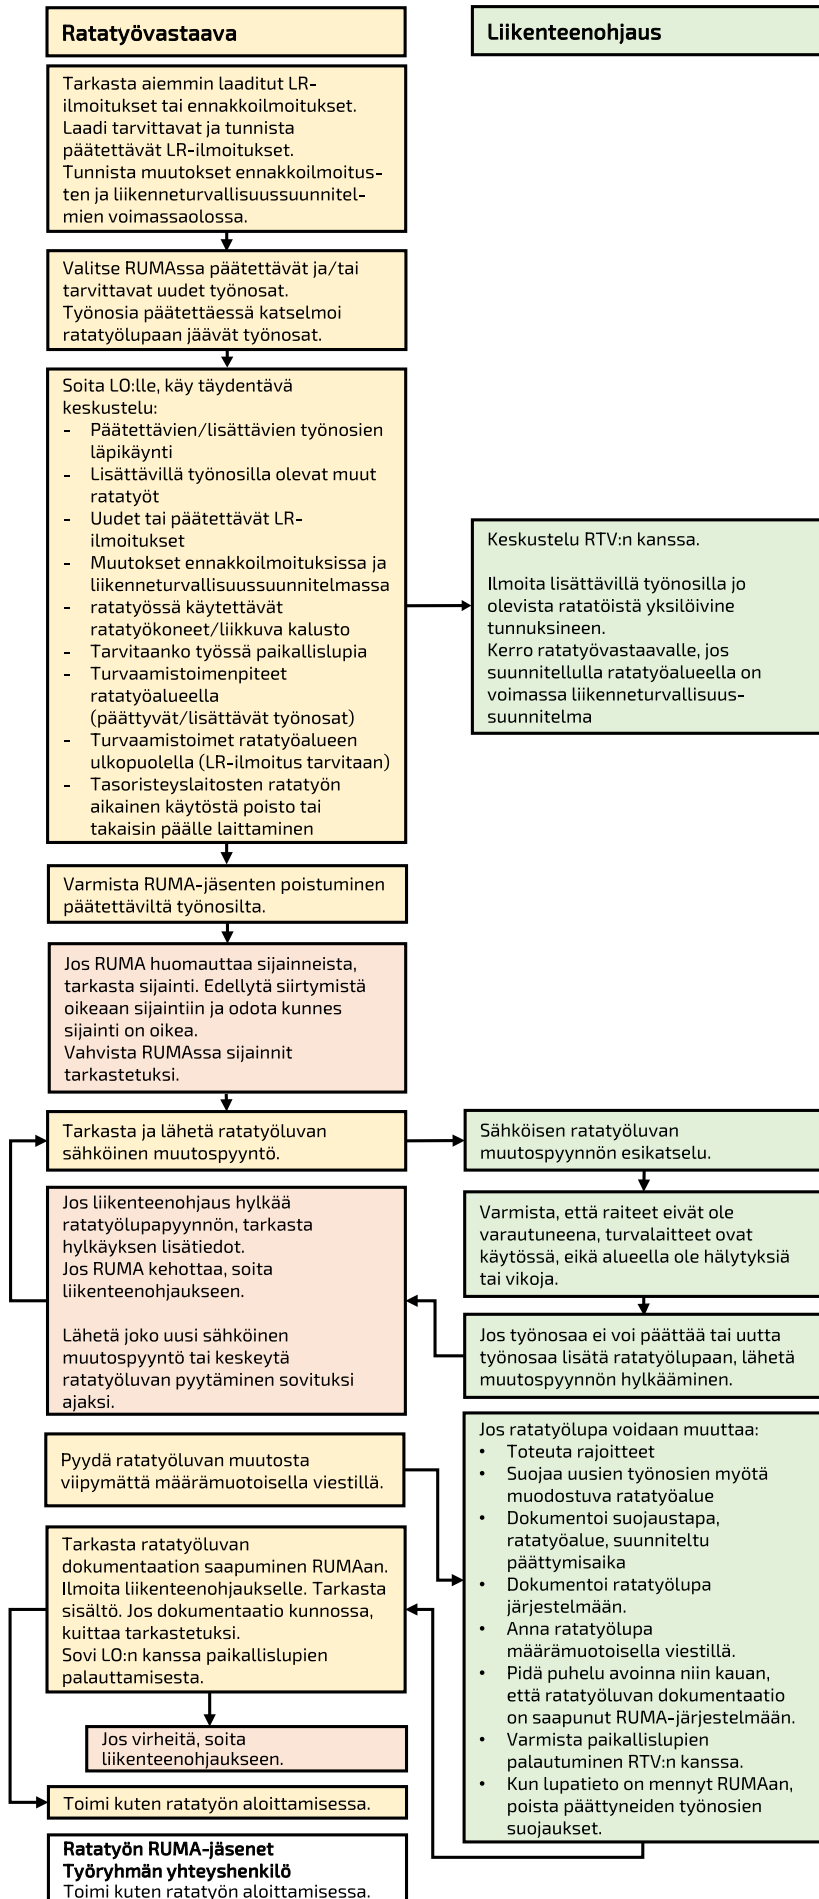 Ratatyövastaava
Liikenteenohjaus
Tarkasta aiemmin laaditut LR-
ilmoitukset tai ennakkoilmoitukset.
Laadi tarvittavat ja tunnista
päätettävät LR-ilmoitukset.
Tunnista muutokset ennakkoilmoitus-
ten ja liikenneturvallisuussuunnitel-
mien voimassaolossa.
Valitse RUMAssa päätettävät ja/tai
tarvittavat uudet työnosat.
Työnosia päätettäessä katselmoi
ratatyölupaan jäävät työnosat.
Soita LO:lle, käy täydentävä
keskustelu:
- Päätettävien/lisättävien työnosien
läpikäynti
- Lisättävillä työnosilla olevat muut
ratatyöt
- Uudet tai päätettävät LR-
ilmoitukset
- Muutokset ennakkoilmoituksissa ja
liikenneturvallisuussuunnitelmassa
- ratatyössä käytettävät
ratatyökoneet/liikkuva kalusto
- Tarvitaanko työssä paikallislupia
- Turvaamistoimenpiteet
ratatyöalueella
(päättyvät/lisättävät työnosat)
- Turvaamistoimet ratatyöalueen
ulkopuolella (LR-ilmoitus tarvitaan)
- Tasoristeyslaitosten ratatyön
aikainen käytöstä poisto tai
takaisin päälle laittaminen
Keskustelu RTV:n kanssa.
Ilmoita lisättävillä työnosilla jo
olevista ratatöistä yksilöivine
tunnuksineen.
Kerro ratatyövastaavalle, jos
suunnitellulla ratatyöalueella on
voimassa liikenneturvallisuus-
suunnitelma
Varmista RUMA-jäsenten poistuminen
päätettäviltä työnosilta.
Jos RUMA huomauttaa sijainneista,
tarkasta sijainti. Edellytä siirtymistä
oikeaan sijaintiin ja odota kunnes
sijainti on oikea.
Vahvista RUMAssa sijainnit
tarkastetuksi.
Tarkasta ja lähetä ratatyöluvan
sähköinen muutospyyntö.
Sähköisen ratatyöluvan
muutospyynnön esikatselu.
Varmista, että raiteet eivät ole
varautuneena, turvalaitteet ovat
käytössä, eikä alueella ole hälytyksiä
tai vikoja.
Jos työnosaa ei voi päättää tai uutta
työnosaa lisätä ratatyölupaan, lähetä
muutospyynnön hylkääminen.
Jos liikenteenohjaus hylkää
ratatyölupapyynnön, tarkasta
hylkäyksen lisätiedot.
Jos RUMA kehottaa, soita
liikenteenohjaukseen.
Lähetä joko uusi sähköinen
muutospyyntö tai keskeytä
ratatyöluvan pyytäminen sovituksi
ajaksi.
Pyydä ratatyöluvan muutosta
viipymättä määrämuotoisella viestillä.
Jos ratatyölupa voidaan muuttaa:
• Toteuta rajoitteet
• Suojaa uusien työnosien myötä
muodostuva ratatyöalue
• Dokumentoi suojaustapa,
ratatyöalue, suunniteltu
päättymisaika
• Dokumentoi ratatyölupa
järjestelmään.
• Anna ratatyölupa
määrämuotoisella viestillä.
• Pidä puhelu avoinna niin kauan,
että ratatyöluvan dokumentaatio
on saapunut RUMA-järjestelmään.
• Varmista paikallislupien
palautuminen RTV:n kanssa.
• Kun lupatieto on mennyt RUMAan,
poista päättyneiden työnosien
suojaukset.
Tarkasta ratatyöluvan
dokumentaation saapuminen RUMAan.
Ilmoita liikenteenohjaukselle. Tarkasta
sisältö. Jos dokumentaatio kunnossa,
kuittaa tarkastetuksi.
Sovi LO:n kanssa paikallislupien
palauttamisesta.
Jos virheitä, soita
liikenteenohjaukseen.
Toimi kuten ratatyön aloittamisessa.
Ratatyön RUMA-jäsenet
Työryhmän yhteyshenkilö
Toimi kuten ratatyön aloittamisessa.